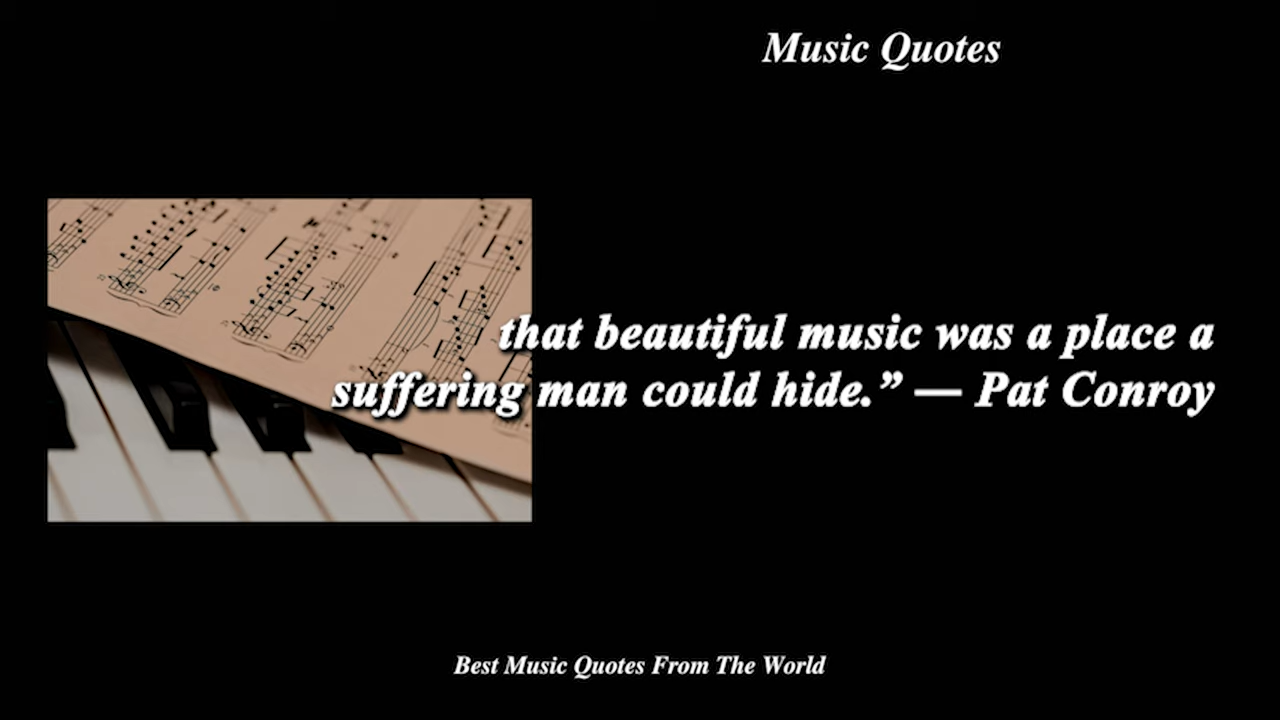 Music Quotes
that beautiful music was a place a
suffering man could hide.” — Pat Conroy
Best Music Quotes From The World